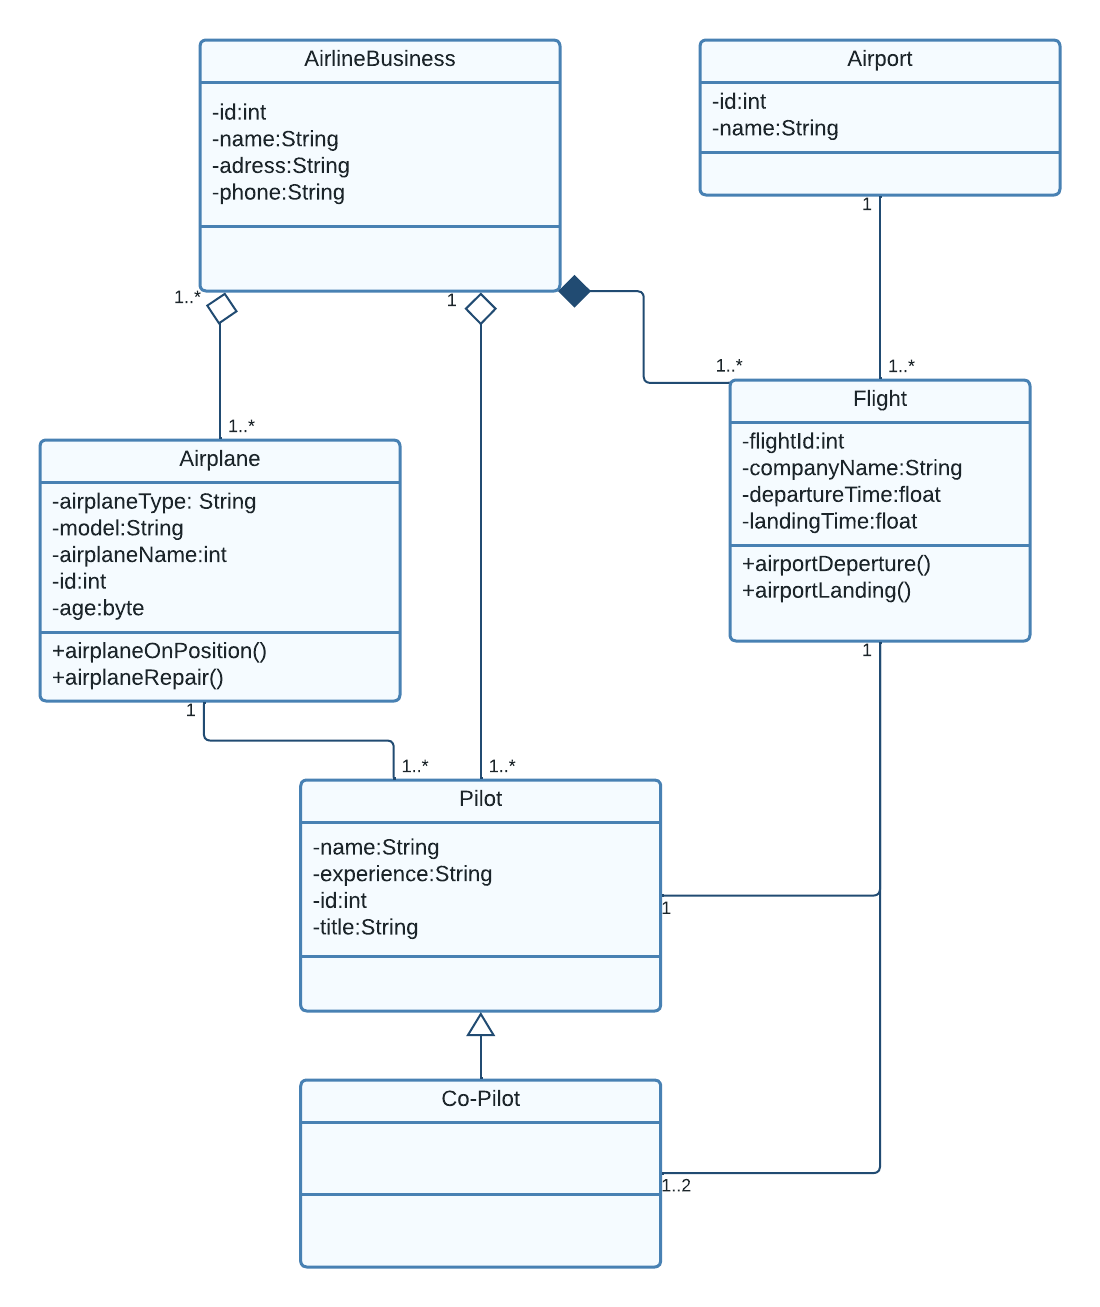 AirlineBusiness
-id:int
-name:String
-adress:String
-phone:String
Airport
-id:int
-name:String
1
1..*
1
1..*
1..*
1..*
Flight
-flightId:int
-companyName:String
-departureTime:float
-landingTime:float
+airportDeperture()
+airportLanding()
Airplane
-airplaneType: String
-model:String
-airplaneName:int
-id:int
-age:byte
+airplaneOnPosition()
+airplaneRepair()
1
1
1..*
1..*
Pilot
-name:String
-experience:String
-id:int
-title:String
1
Co-Pilot
1..2